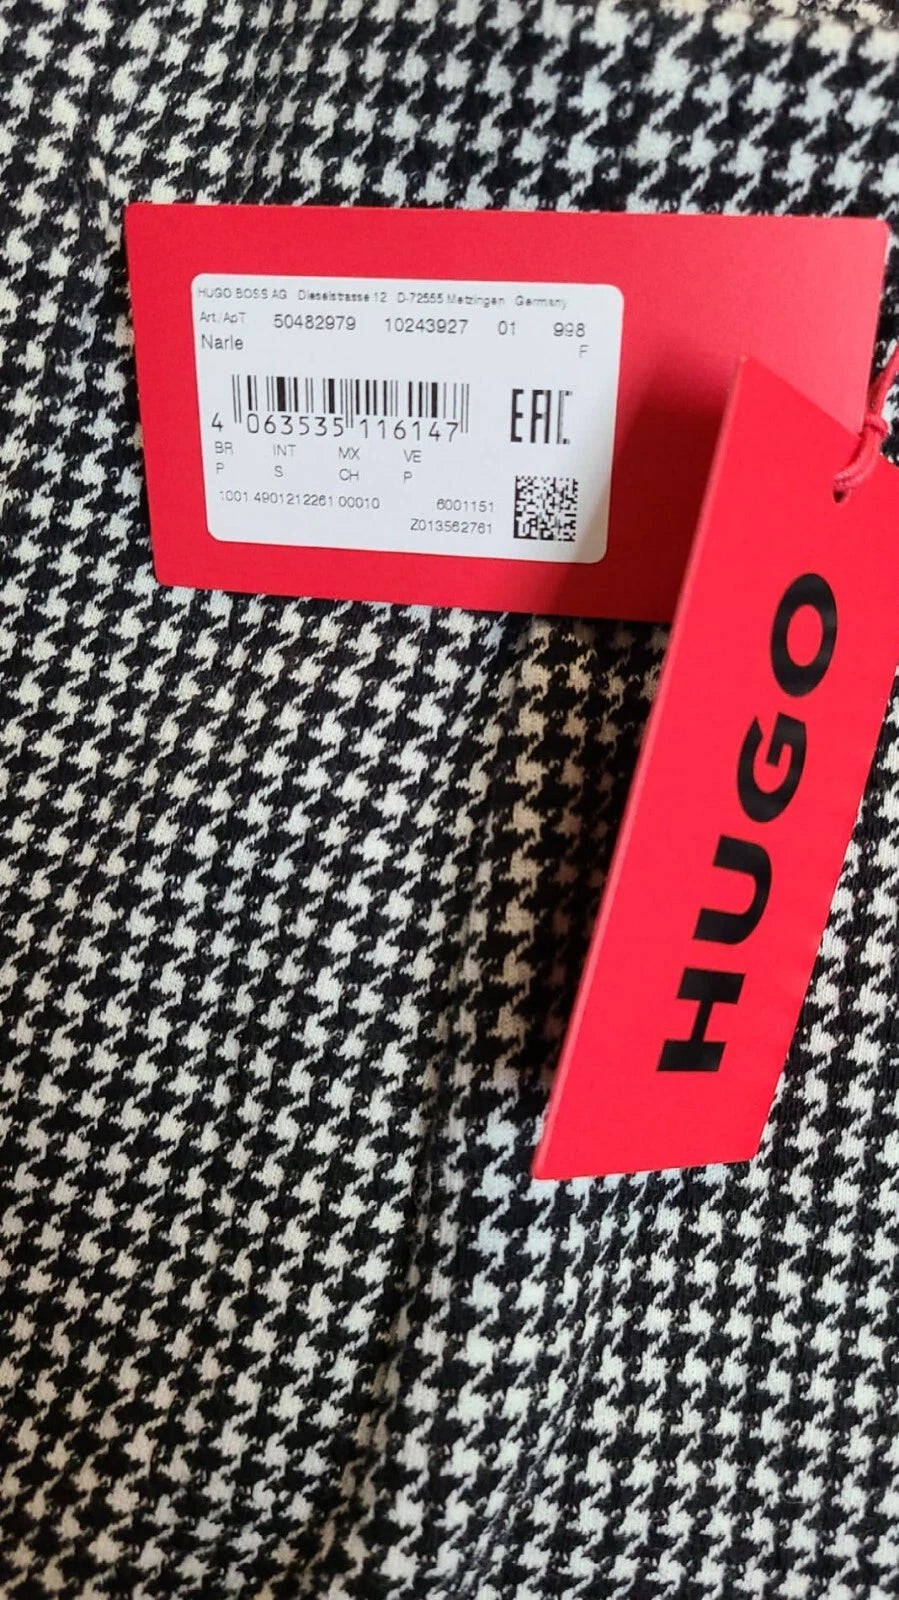 HUGO BOSS AG Dieselstrasse 12 D-72555 Metzingen Germany
Art./АрТ 50482979 10243927 01 998
Narle F
EAC
4 063535 116147
BR INT MX VE
P S CH P
1001 4901212261 00010 6001151
Z013562761
HUGO